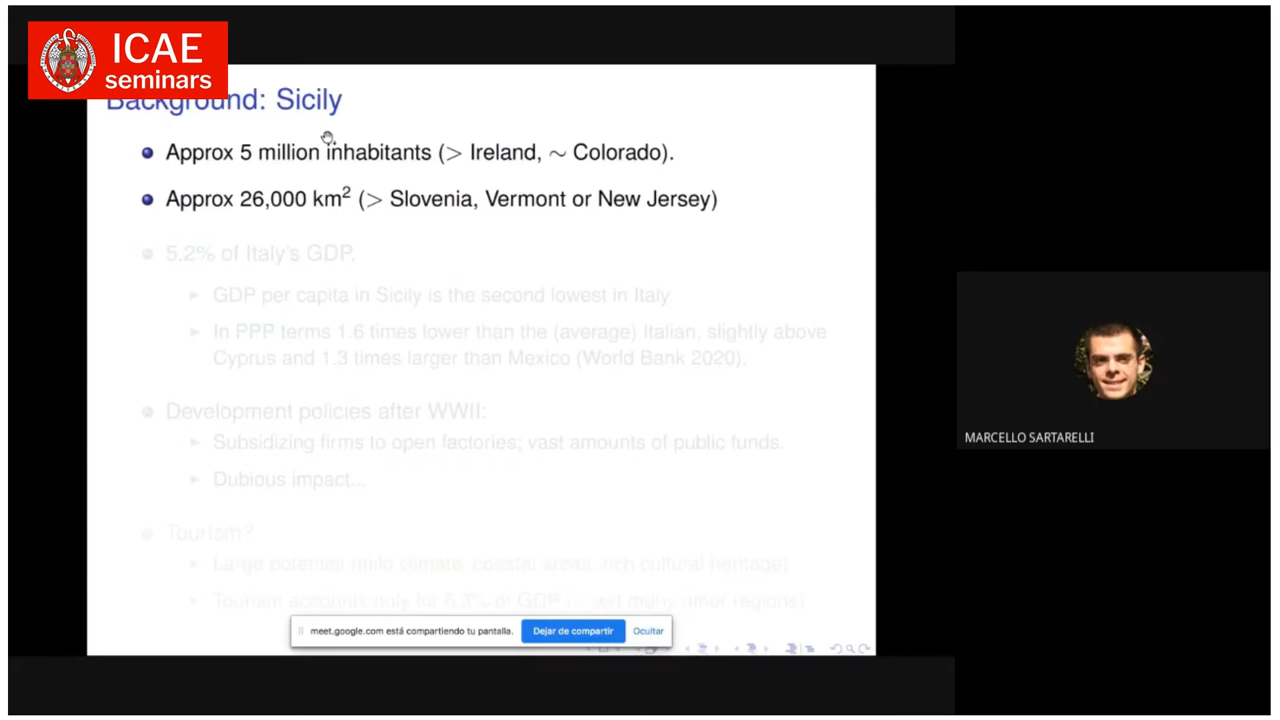 ICAE
seminars
Background: Sicily
Approx 5 million inhabitants (> Ireland, ~ Colorado).
Approx 26,000 km² (> Slovenia, Vermont or New Jersey)
5.2% of Italy's GDP:
GDP per capita in Sicily is the second lowest in Italy
In PPP terms 1.6 times lower than the (average) Italian, slightly above
Cyprus and 1.3 times larger than Mexico (World Bank 2020).
Development policies after WWII:
Subsidizing firms to open factories; vast amounts of public funds.
Dubious impact...
Tourism?
Large potential (mild climate, coastal areas, rich cultural heritage)
Tourism accounts only for of GDP ( many other regions)
meet.google.com está compartiendo tu pantalla.
Dejar de compartir
Ocultar
MARCELLO SARTARELLI